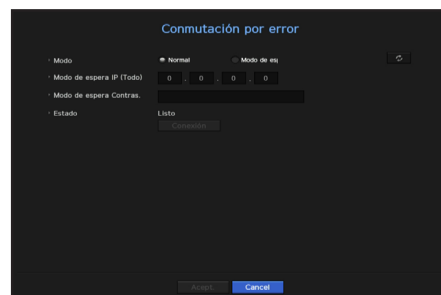 Conmutación por error
Modo
Normal
Modo de es
Modo de espera IP (Todo)
0 . 0 . 0 . 0
Modo de espera Contras.
Estado
Listo
Conexión
Acept.
Cancel